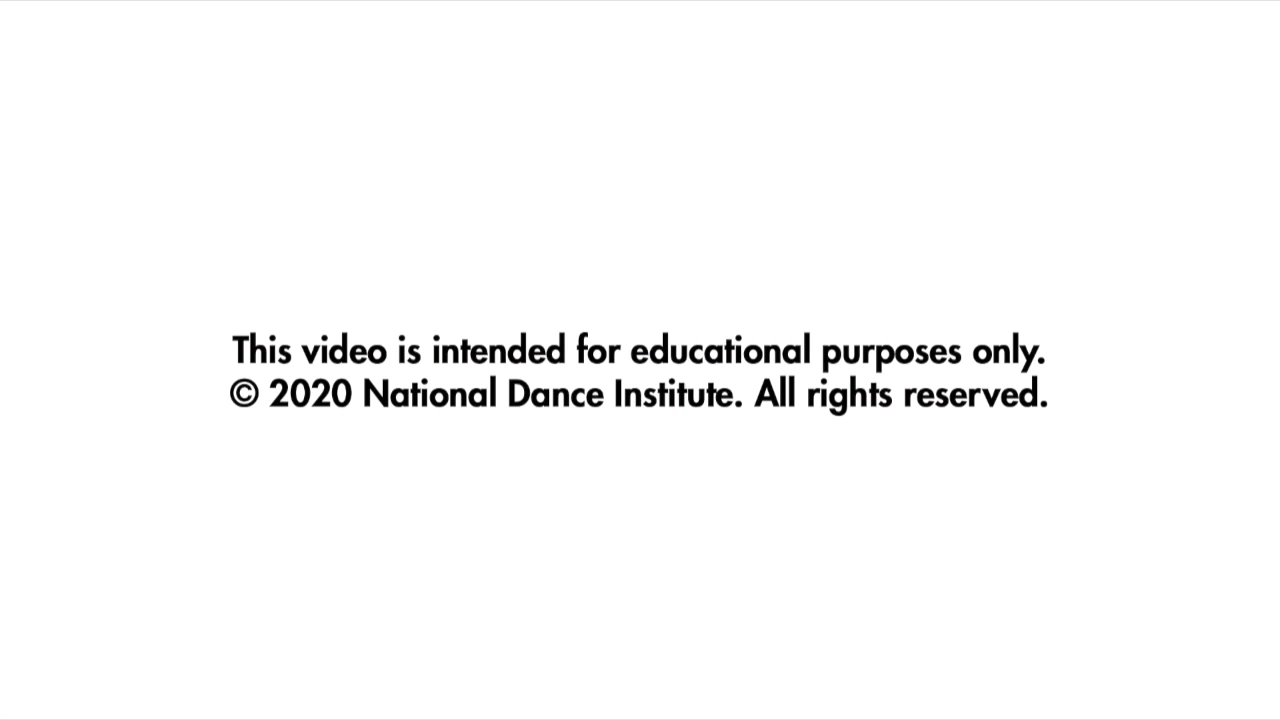 This video is intended for educational purposes only.
© 2020 National Dance Institute. All rights reserved.